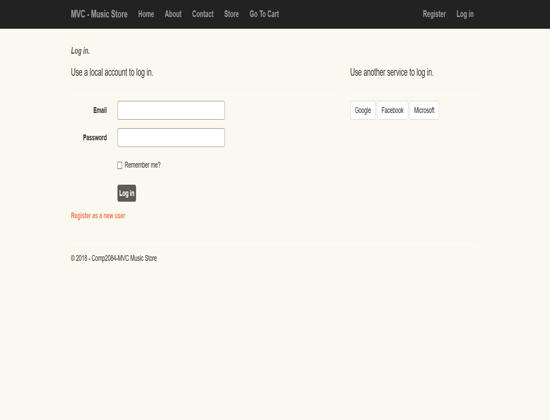 MVC - Music Store Home About Contact Store Go To Cart Register Log in
Log in.
Use a local account to log in.
Use another service to log in.
Email
Google Facebook Microsoft
Password
Remember me?
Log in
Register as a new user
© 2018 - Comp2084-MVC Music Store